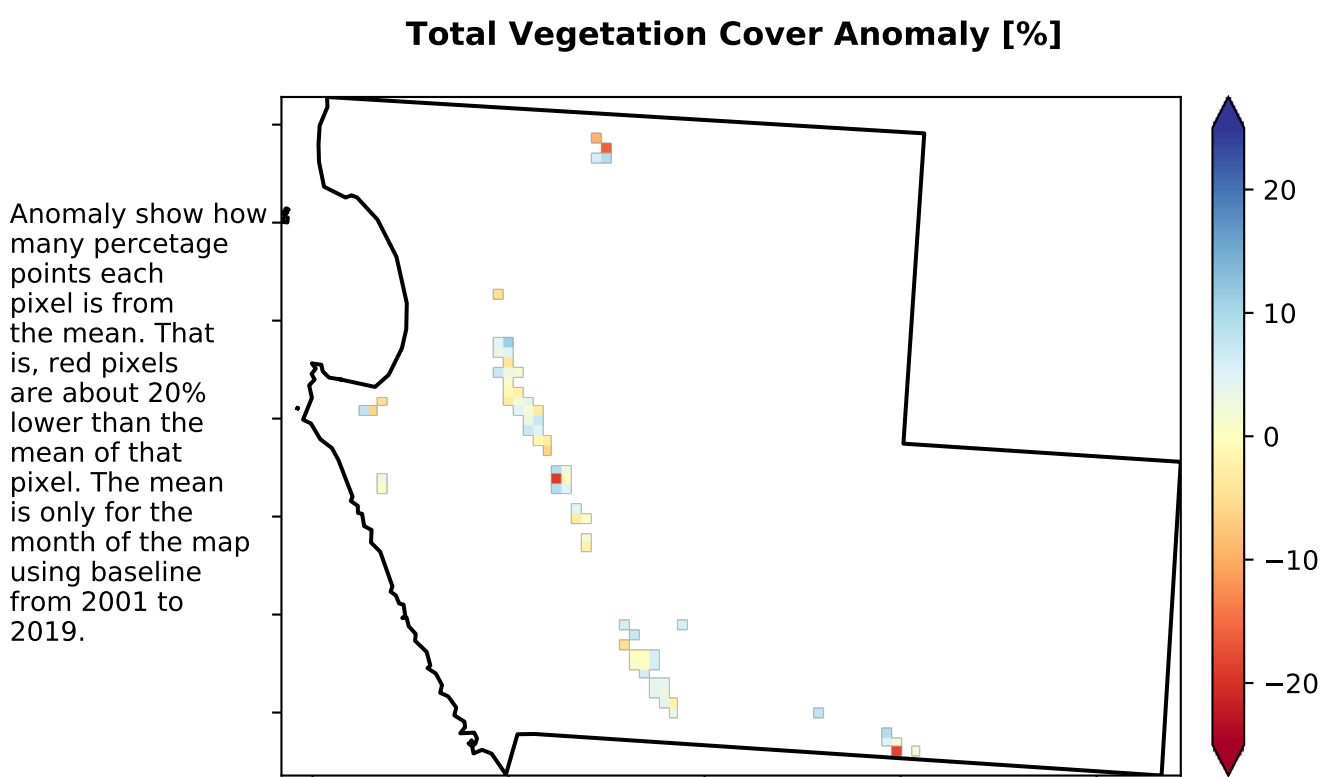 Total Vegetation Cover Anomaly [%]
Anomaly show how
many percetage
points each
pixel is from
the mean. That
is, red pixels
are about 20%
lower than the
mean of that
pixel. The mean
is only for the
month of the map
using baseline
from 2001 to
2019.
20
10
0
−10
−20